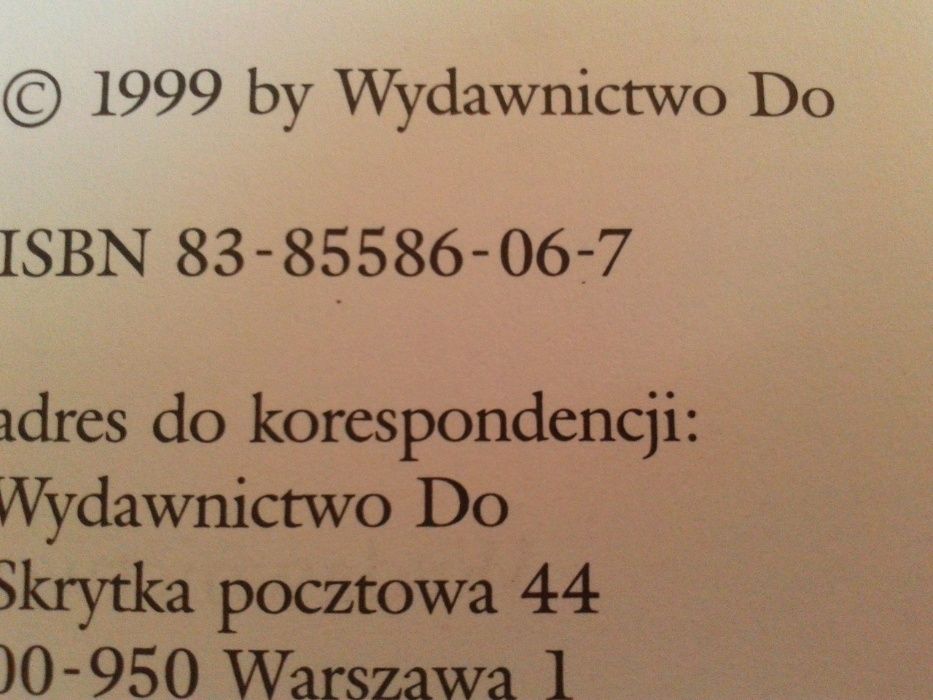 © 1999 by Wydawnictwo Do
ISBN 83-85586-06-7
adres do korespondencji:
Wydawnictwo Do
Skrytka pocztowa 44
00-950 Warszawa 1